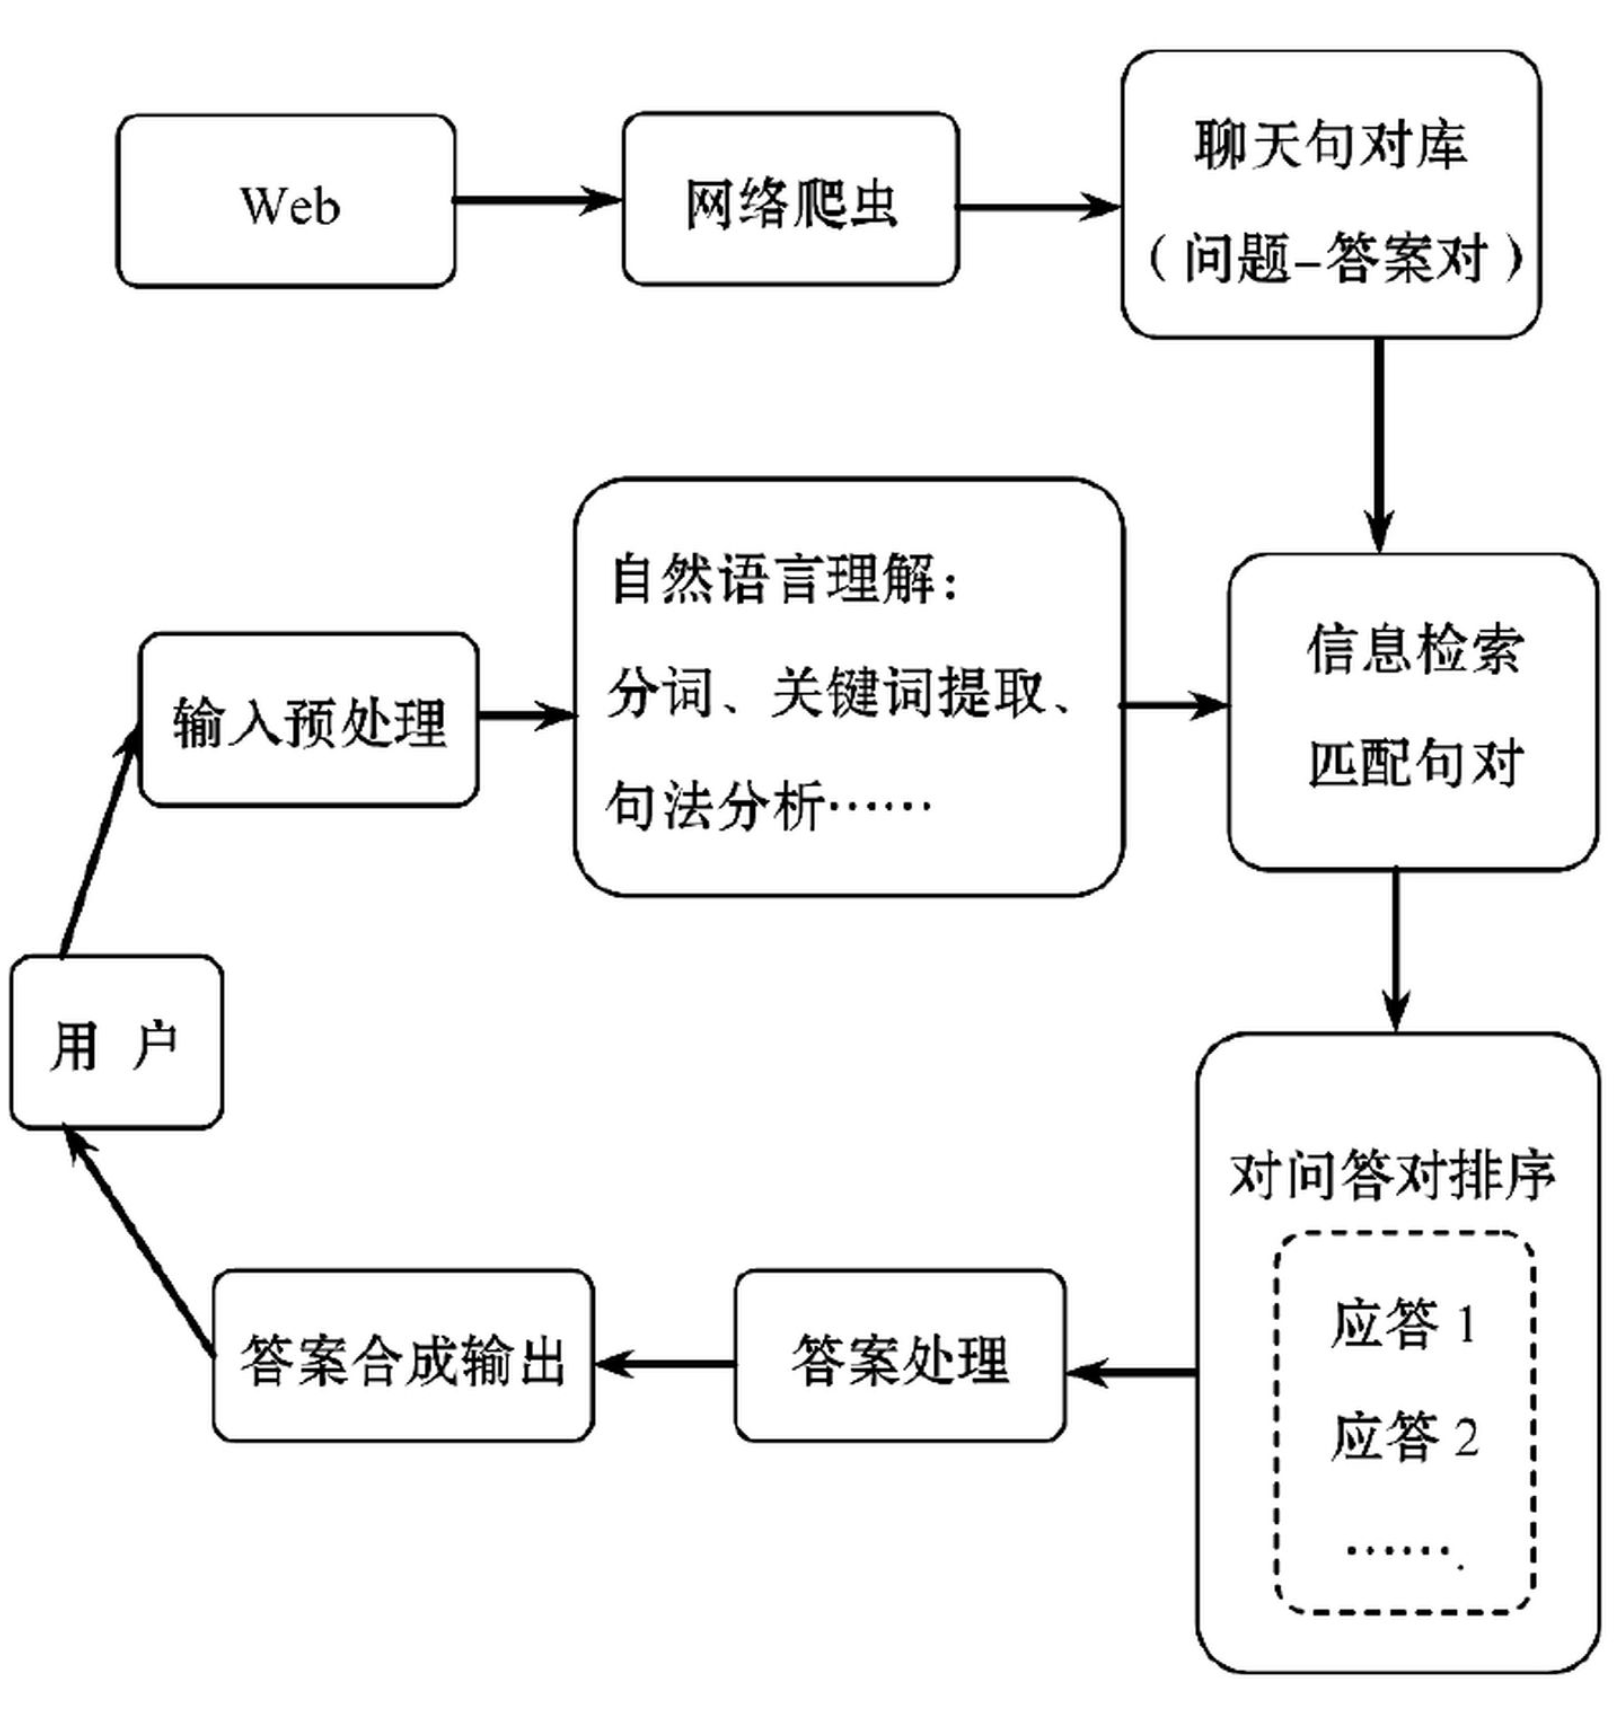 Web
网络爬虫
聊天句对库
（问题-答案对）
自然语言理解：
分词、关键词提取、
句法分析……
输入预处理
信息检索
匹配句对
用 户
对问答对排序
应答 1
应答 2
…….
答案处理
答案合成输出